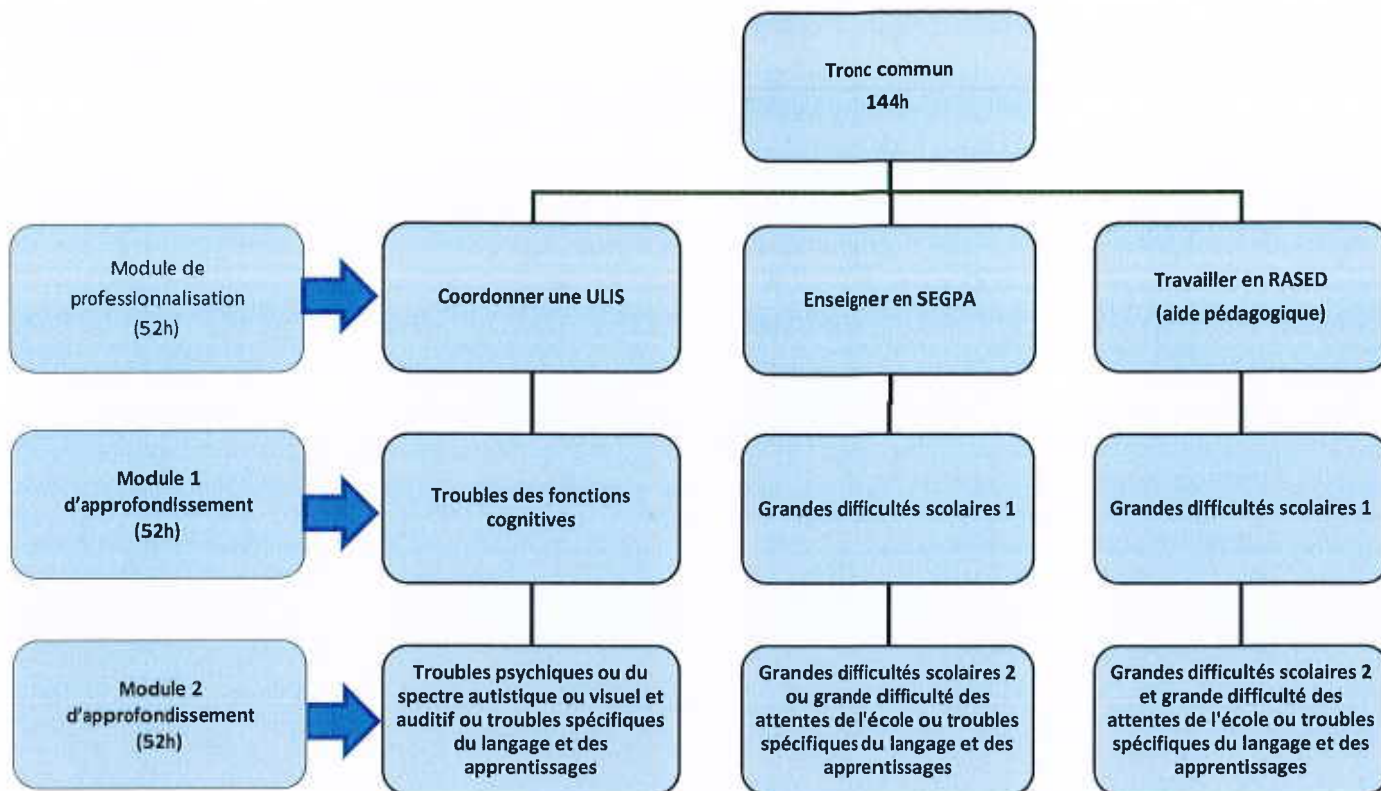 Tronc commun
144h
Module de
professionnalisation
(52h)
Coordonner une ULIS
Enseigner en SEGPA
Travailler en RASED
(aide pédagogique)
Module 1
d'approfondissement
(52h)
Troubles des fonctions
cognitives
Grandes difficultés scolaires 1
Grandes difficultés scolaires 1
Module 2
d'approfondissement
(52h)
Troubles psychiques ou du
spectre autistique ou visuel et
auditif ou troubles spécifiques
du langage et des
apprentissages
Grandes difficultés scolaires 2
ou grande difficulté des
attentes de l'école ou troubles
spécifiques du langage et des
apprentissages
Grandes difficultés scolaires 2
et grande difficulté des
attentes de l'école ou troubles
spécifiques du langage et des
apprentissages